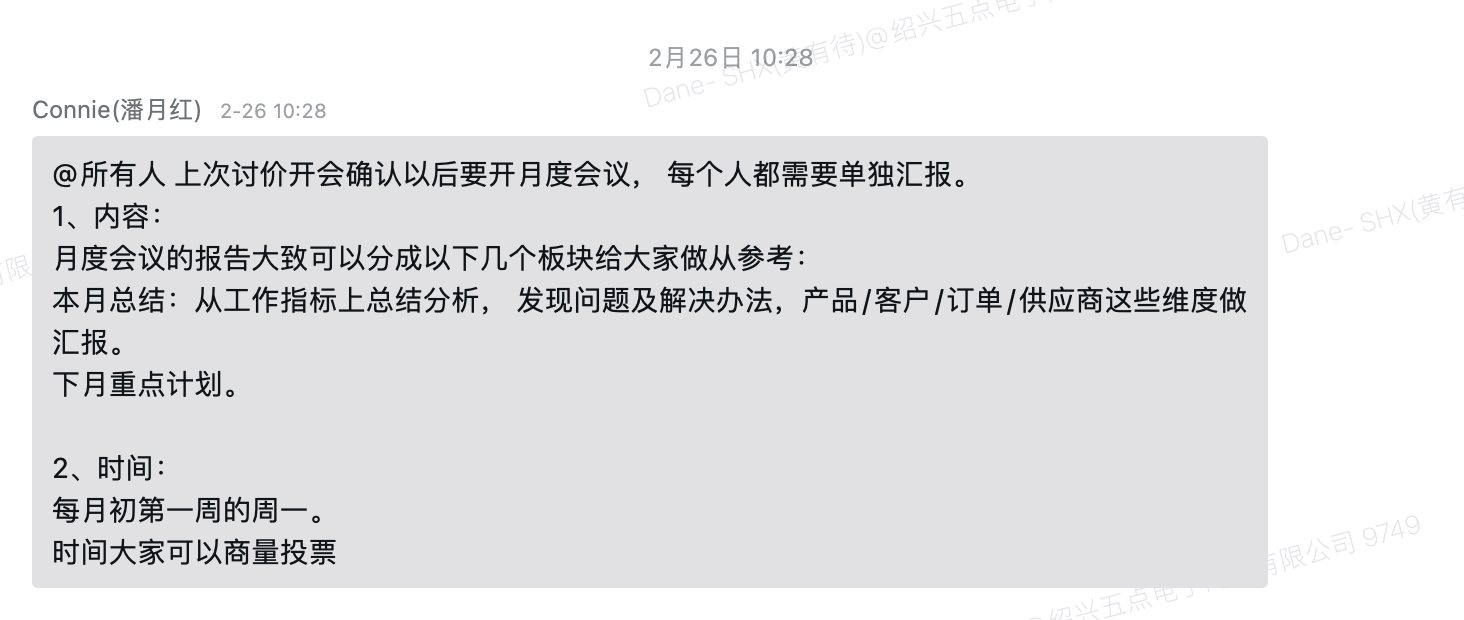 Dane- SHX(黄有待)@绍兴五点电子
2月26日 10:28
Connie(潘月红) 2-26 10:28
@所有人 上次讨价开会确认以后要开月度会议， 每个人都需要单独汇报。
1、内容：
月度会议的报告大致可以分成以下几个板块给大家做从参考：
本月总结：从工作指标上总结分析， 发现问题及解决办法，产品/客户/订单/供应商这些维度做
汇报。
下月重点计划。
2、时间：
每月初第一周的周一。
时间大家可以商量投票
Dane- SHX(黄有
有限
有限公司 9749
@绍兴五点电子